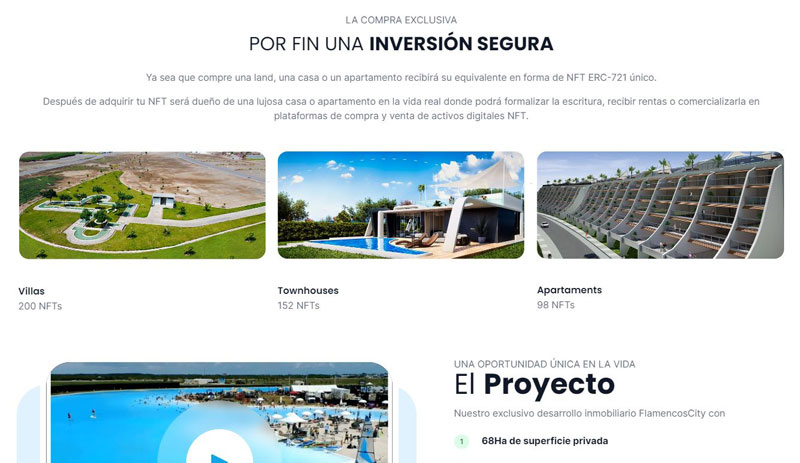 LA COMPRA EXCLUSIVA
POR FIN UNA INVERSIÓN SEGURA
Ya sea que compre una land, una casa o un apartamento recibirá su equivalente en forma de NFT ERC-721 único.
Después de adquirir tu NFT será dueño de una lujosa casa o apartamento en la vida real donde podrá formalizar la escritura, recibir rentas o comercializarla en
plataformas de compra y venta de activos digitales NFT.
Villas
200 NFTs
Townhouses
152 NFTs
Apartaments
98 NFTs
UNA OPORTUNIDAD ÚNICA EN LA VIDA
El Proyecto
Nuestro exclusivo desarrollo inmobiliario FlamencosCity con
1 68Ha de superficie privada